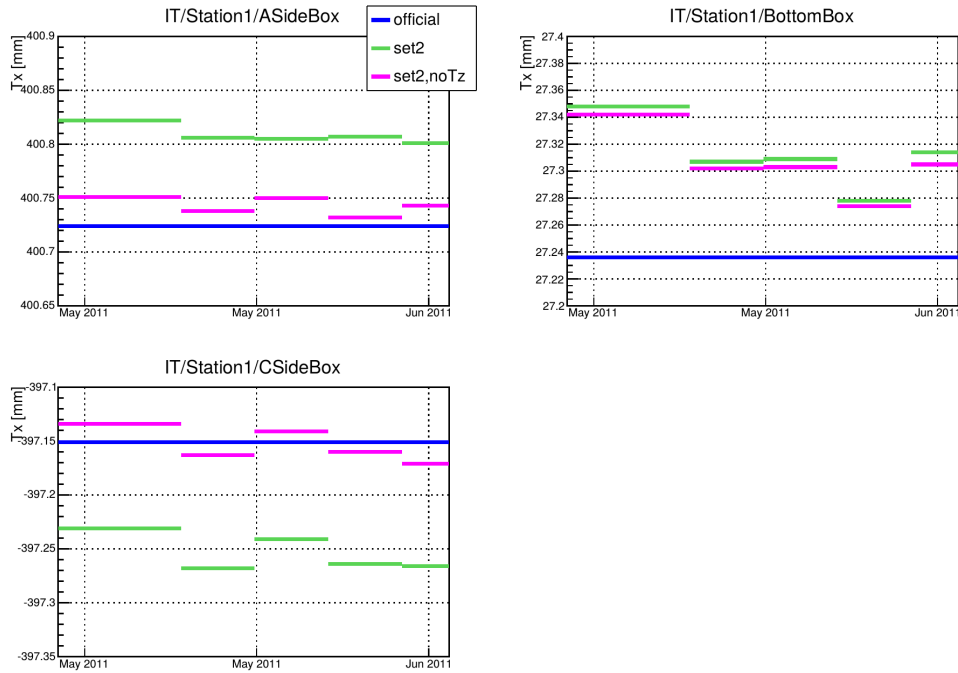 IT/Station1/ASideBox
official
set2
set2,noTz
Tx [mm]
400.9
400.85
400.8
400.75
400.7
400.65
May 2011
May 2011
Jun 2011
IT/Station1/BottomBox
Tx [mm]
27.4
27.38
27.36
27.34
27.32
27.3
27.28
27.26
27.24
27.22
27.2
May 2011
May 2011
Jun 2011
IT/Station1/CSideBox
Tx [mm]
-397.1
-397.15
-397.2
-397.25
-397.3
-397.35
May 2011
May 2011
Jun 2011